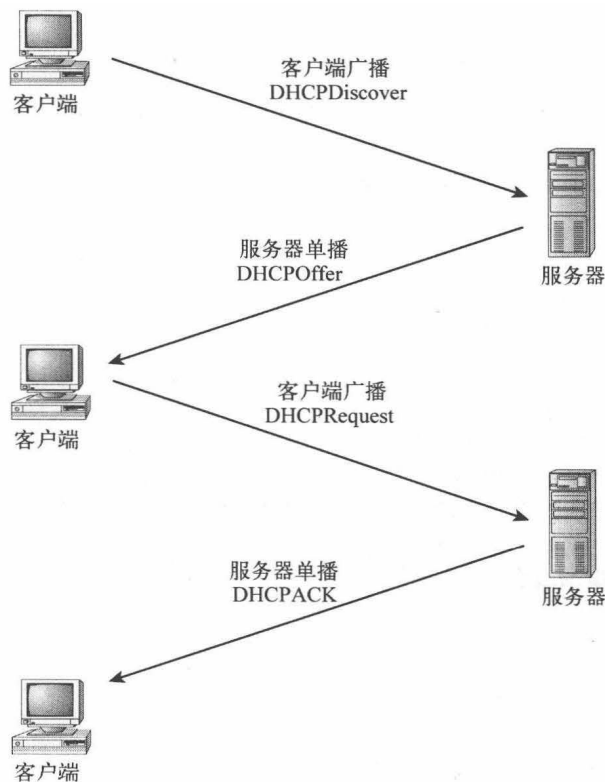 客户端
客户端广播
DHCPDiscover
服务器
服务器单播
DHCPOffer
客户端
客户端广播
DHCPRequest
服务器
服务器单播
DHCPACK
客户端